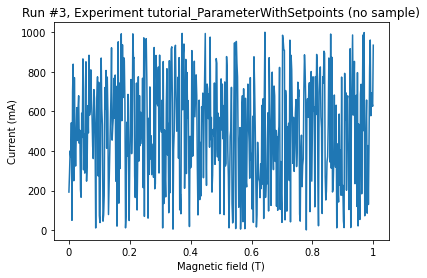 Run #3, Experiment tutorial_ParameterWithSetpoints (no sample)
1000
800
600
400
200
0
Current (mA)
0 0.2 0.4 0.6 0.8 1
Magnetic field (T)